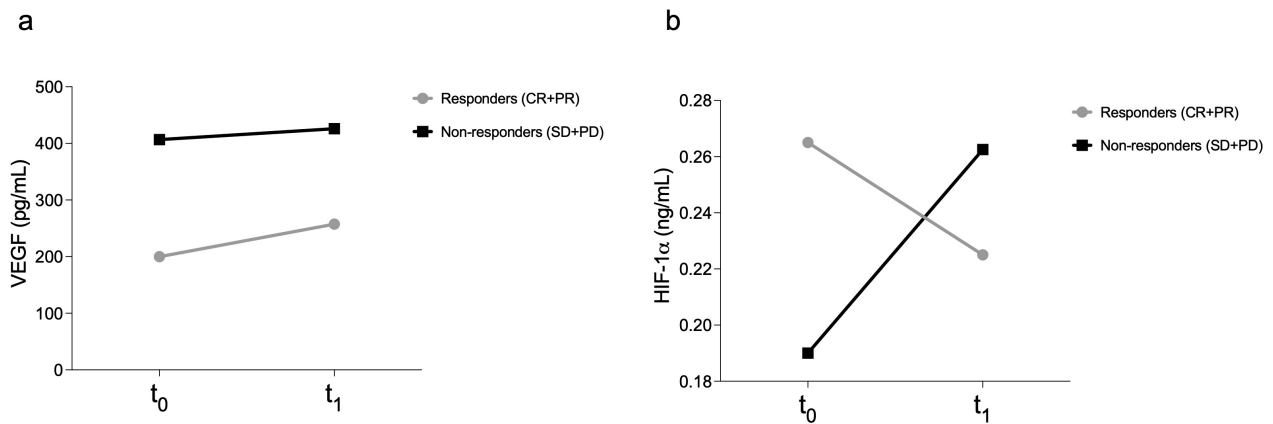 a
500
400
300
200
100
0
VEGF (pg/mL)
t0
t1
Responders (CR+PR)
Non-responders (SD+PD)
b
0.28
0.26
0.24
0.22
0.20
0.18
HIF-1α (ng/mL)
t0
t1
Responders (CR+PR)
Non-responders (SD+PD)